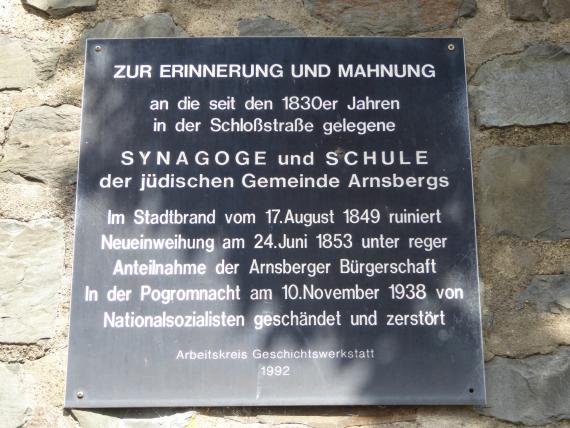 ZUR ERINNERUNG UND MAHNUNG
an die seit den 1830er Jahren
in der Schloßstraße gelegene
SYNAGOGE und SCHULE
der jüdischen Gemeinde Arnsbergs
Im Stadtbrand vom 17.August 1849 ruiniert
Neueinweihung am 24.Juni 1853 unter reger
Anteilnahme der Arnsberger Bürgerschaft
In der Pogromnacht am 10.November 1938 von
Nationalsozialisten geschändet und zerstört
Arbeitskreis Geschichtswerkstatt
1992